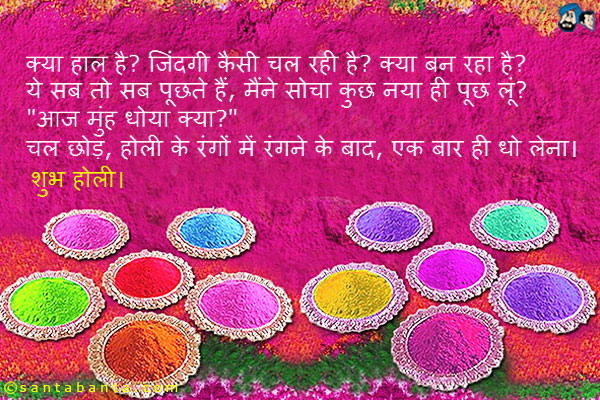 क्या हाल है? जिंदगी कैसी चल रही है? क्या बन रहा है?
ये सब तो सब पूछते हैं, मैंने सोचा कुछ नया ही पूछ लूं?
"आज मुंह धोया क्या?"
चल छोड़, होली के रंगों में रंगने के बाद, एक बार ही धो लेना।
शुभ होली।
©santabanta.com